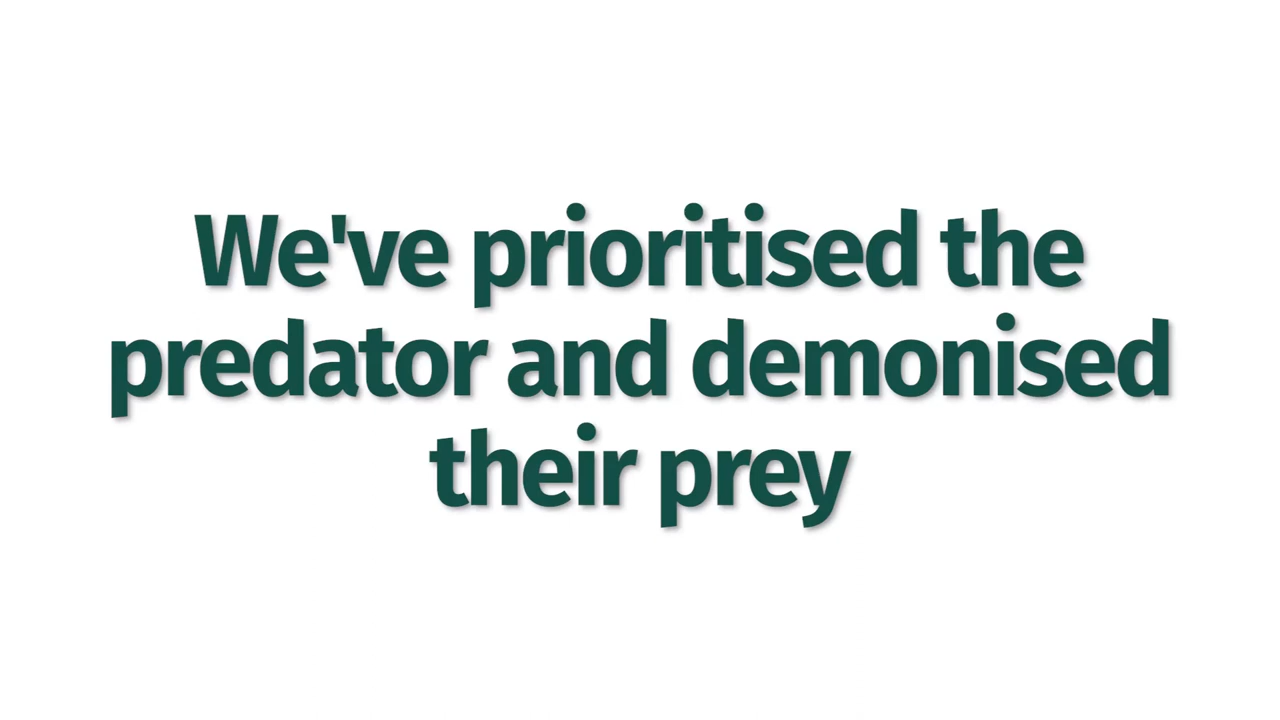 We've prioritised the
predator and demonised
their prey